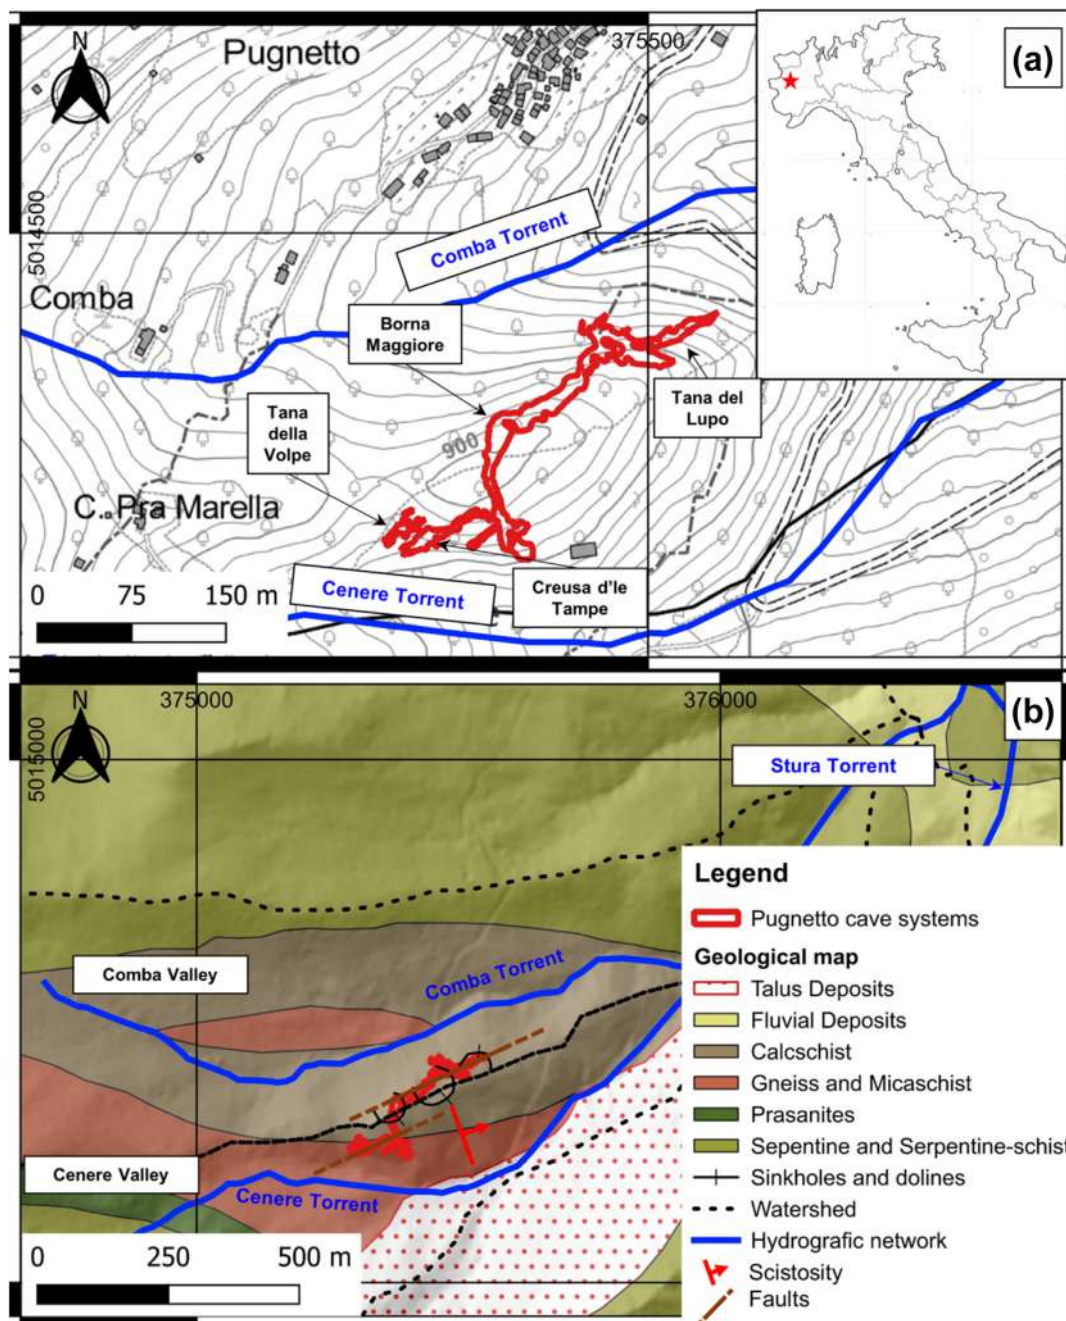 N
Pugnetto
375500
(a)
5014500
Comba Torrent
Comba
Borna
Maggiore
Tana
della
Volpe
900
Tana del
Lupo
C. Pra Marella
Creusa d'le
Tampe
Cenere Torrent
0 75 150 m
N
375000
376000
(b)
5015000
Stura Torrent
Comba Valley
Comba Torrent
Cenere Valley
Cenere Torrent
0 250 500 m
Legend
Pugnetto cave systems
Geological map
Talus Deposits
Fluvial Deposits
Calcschist
Gneiss and Micaschist
Prasanites
Sepentine and Serpentine-schist
Sinkholes and dolines
Watershed
Hydrografic network
Scistosity
Faults